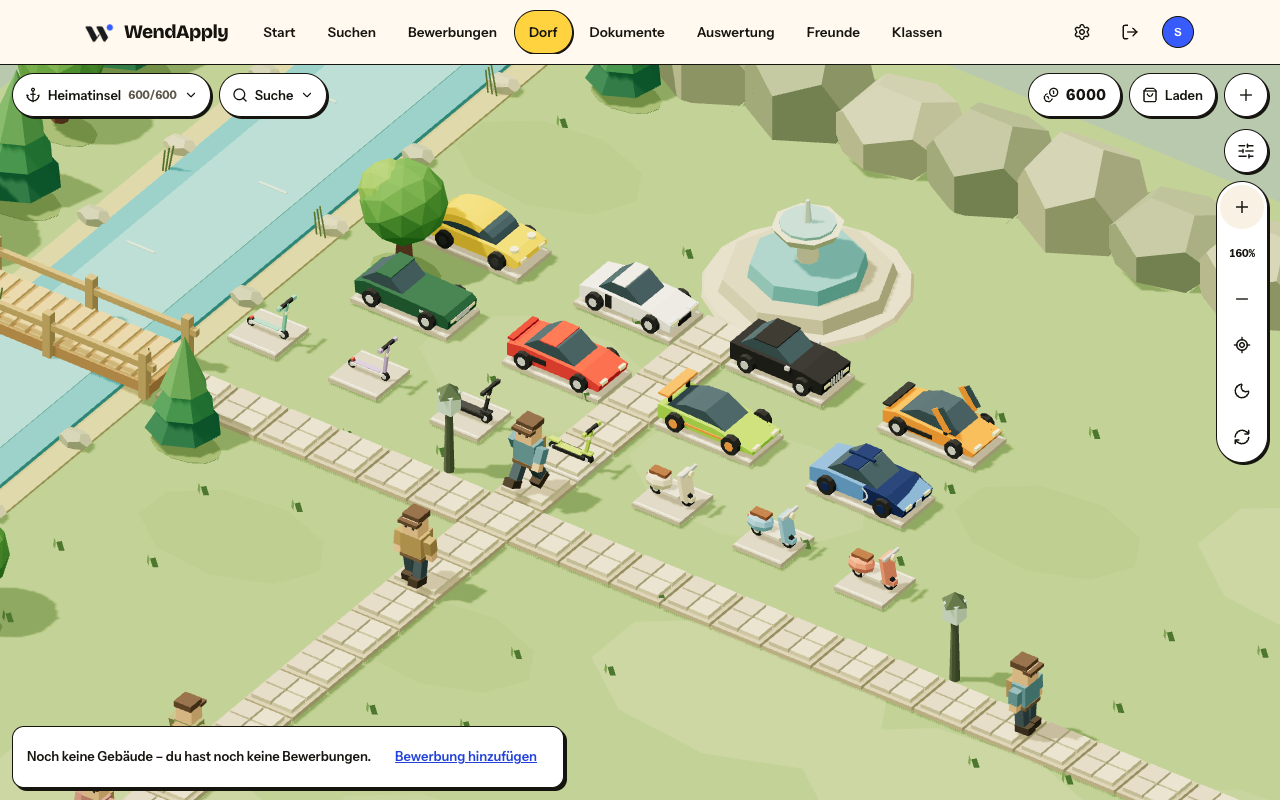 WendApply
Start
Suchen
Bewerbungen
Dorf
Dokumente
Auswertung
Freunde
Klassen
S
Heimatinsel 600/600
Suche
6000
Laden
160%
Noch keine Gebäude – du hast noch keine Bewerbungen. Bewerbung hinzufügen